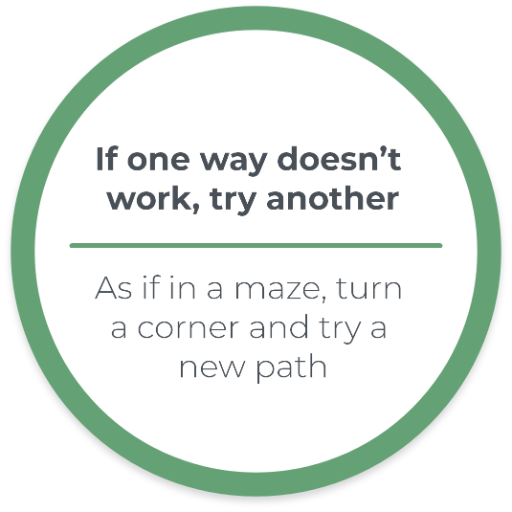 If one way doesn’t
work, try another
As if in a maze, turn
a corner and try a
new path